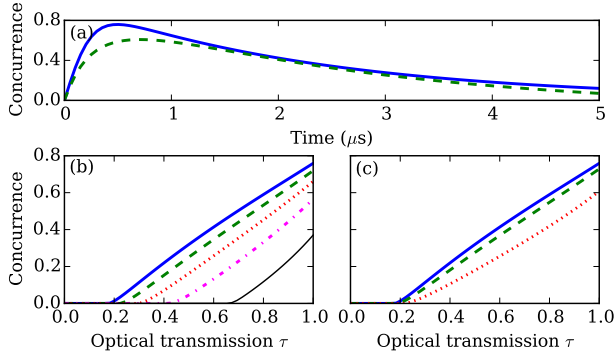 0.8
0.4
0.0
Concurrence
(a)
0 1 2 3 4 5
Time (μs)
0.8
0.6
0.4
0.2
0.0
Concurrence
(b)
(c)
0.0 0.2 0.4 0.6 0.8 1.0
0.0 0.2 0.4 0.6 0.8 1.0
Optical transmission τ
Optical transmission τ